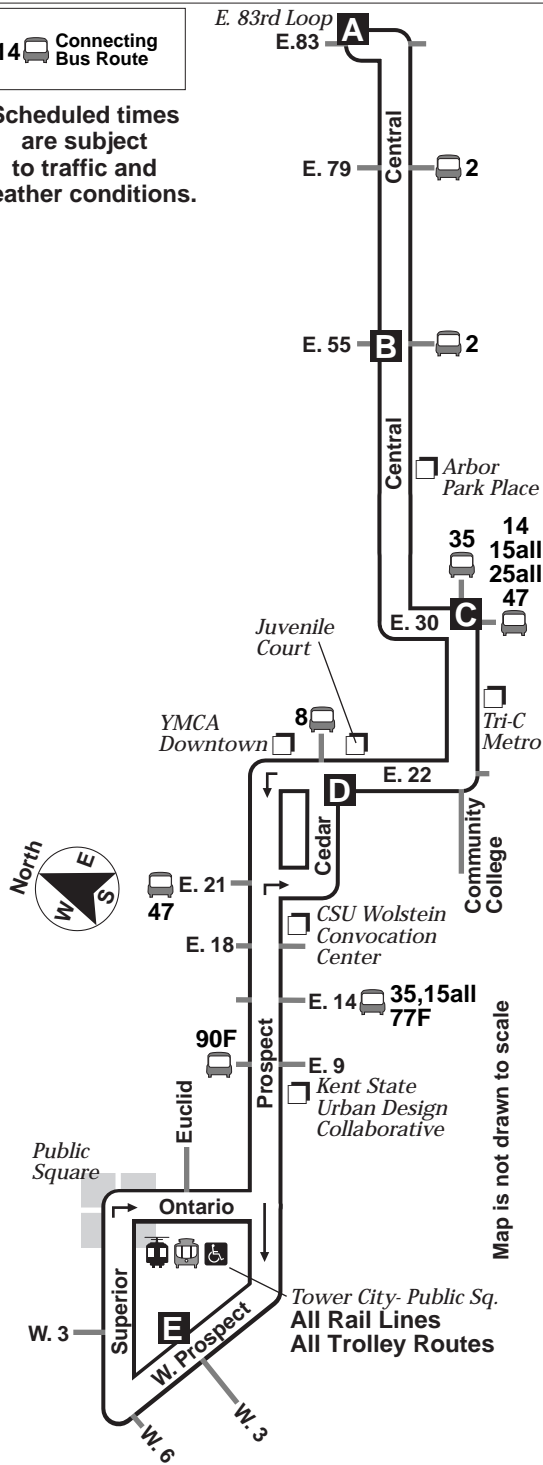 14 Connecting
Bus Route
Scheduled times
are subject
to traffic and
weather conditions.
E. 83rd Loop
A
E.83
E. 79
Central
2
E. 55
B
2
Central
Arbor
Park Place
35
14
15all
25all
47
C
E. 30
Juvenile
Court
YMCA
Downtown
8
Tri-C
Metro
E. 22
D
Cedar
Community
College
North
E
S
W
47
E. 21
E. 18
CSU Wolstein
Convocation
Center
E. 14
35,15all
77F
90F
E. 9
Prospect
Kent State
Urban Design
Collaborative
Map is not drawn to scale
Euclid
Public
Square
Ontario
Superior
W. 3
E
W. Prospect
Tower City- Public Sq.
All Rail Lines
All Trolley Routes
W. 3
W. 6